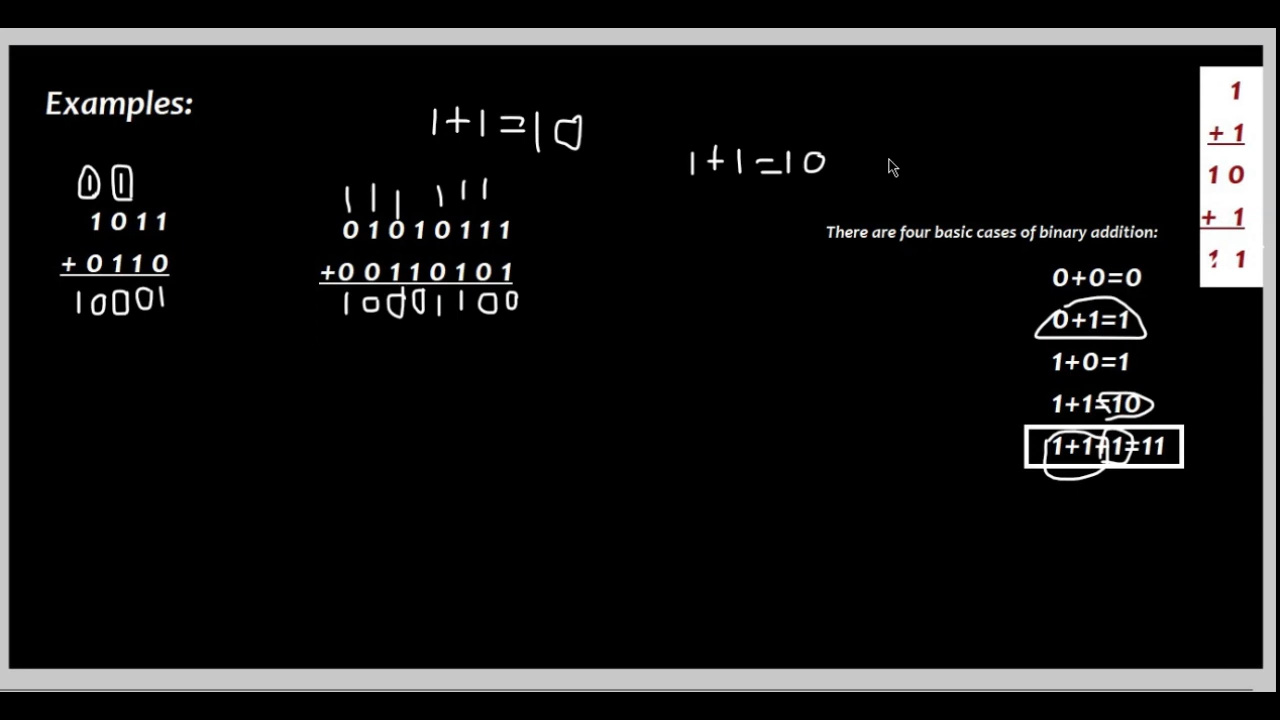 Examples:
1+1=10
1+1=10
1 1
1 0 1 1
+ 0 1 1 0
1 0 0 0 1
1 1 1 1 1 1
0 1 0 1 0 1 1 1
+0 0 1 1 0 1 0 1
1 0 0 0 1 1 0 0
There are four basic cases of binary addition:
0+0=0
0+1=1
1+0=1
1+1=10
1+1+1=11
1
+ 1
1 0
+ 1
1 1